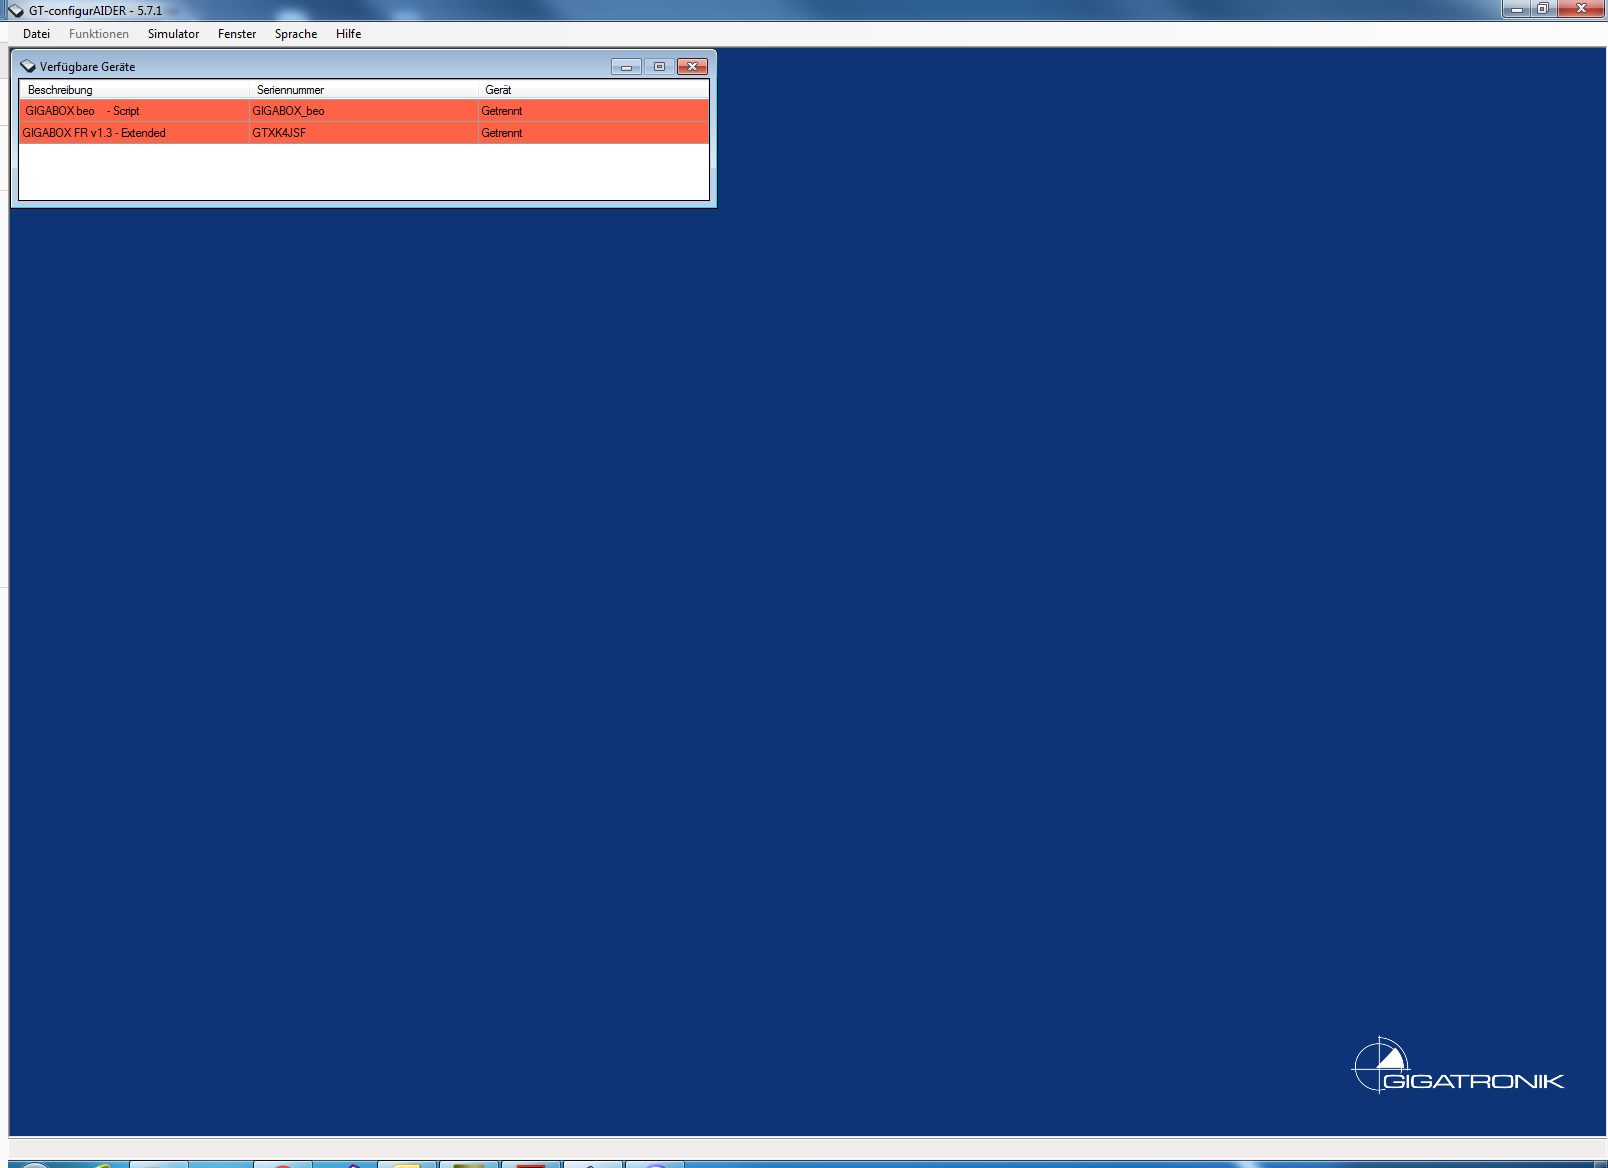 GT-configurAIDER - 5.7.1
Datei Funktionen Simulator Fenster Sprache Hilfe
Verfügbare Geräte
Beschreibung Seriennummer Gerät
GIGABOX beo - Script GIGABOX_beo Getrennt
GIGABOX FR v1.3 - Extended GTXK4JSF Getrennt
GIGATRONIK